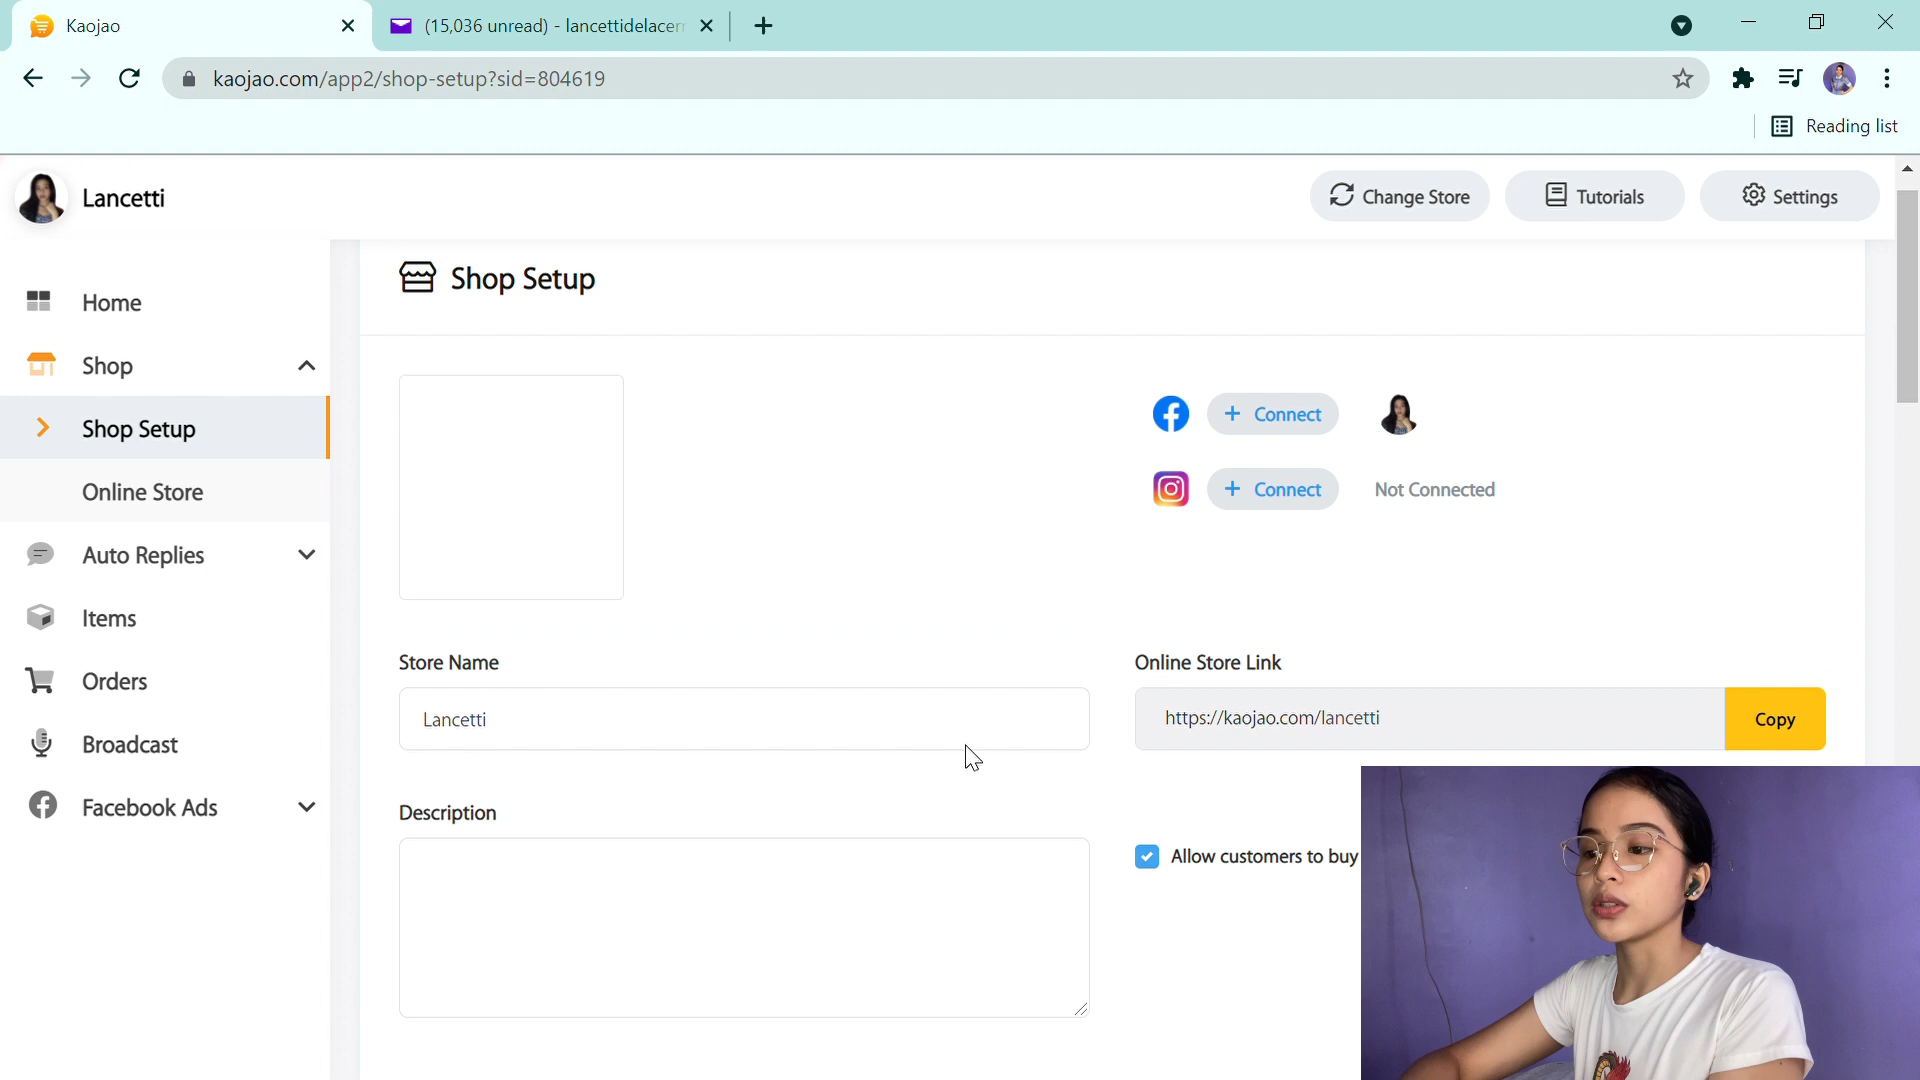 Kaojao
(15,036 unread) - lancettidelacer
kaojao.com/app2/shop-setup?sid=804619
Reading list
Lancetti
Change Store
Tutorials
Settings
Home
Shop
Shop Setup
Online Store
Auto Replies
Items
Orders
Broadcast
Facebook Ads
Shop Setup
Connect
Connect
Not Connected
Store Name
Lancetti
Online Store Link
https://kaojao.com/lancetti
Copy
Description
Allow customers to buy